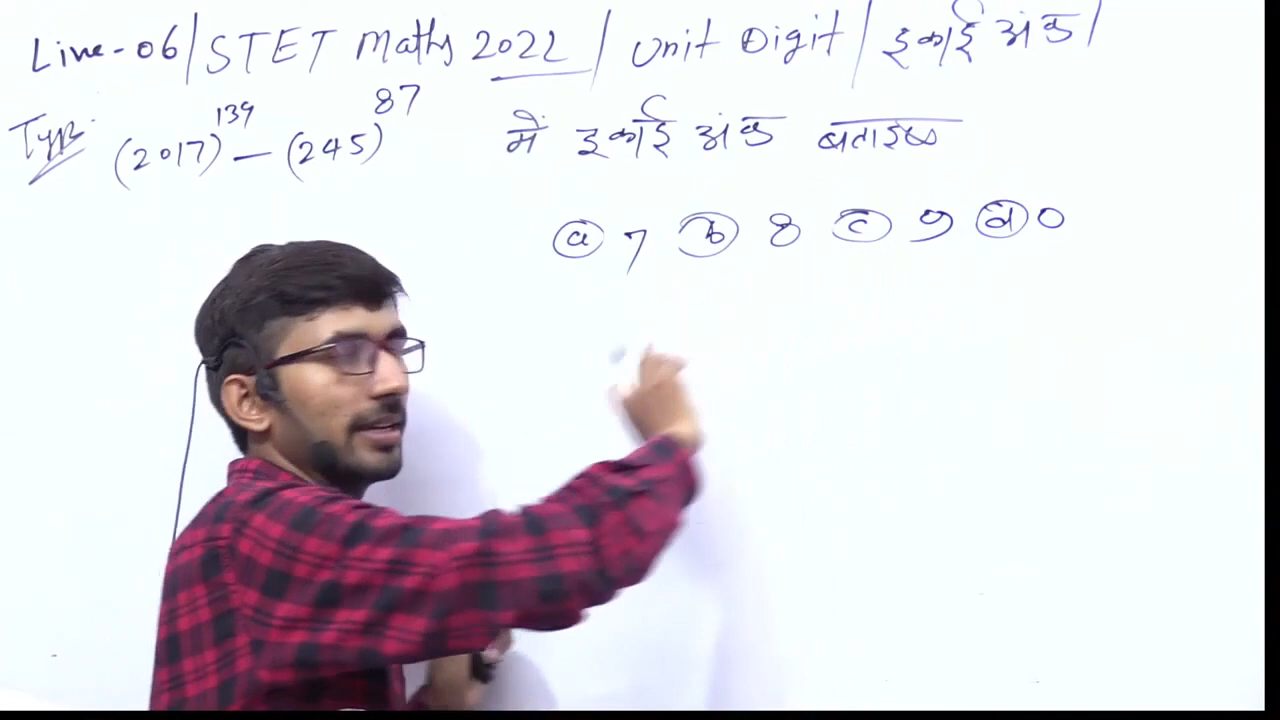 Live-06/STET Maths 2022/Unit Digit/इकाई अंक/
Type (2017)^139 - (245)^87 में इकाई अंक बताइए
(a) 7 (b) 8 (c) 9 (d) 0